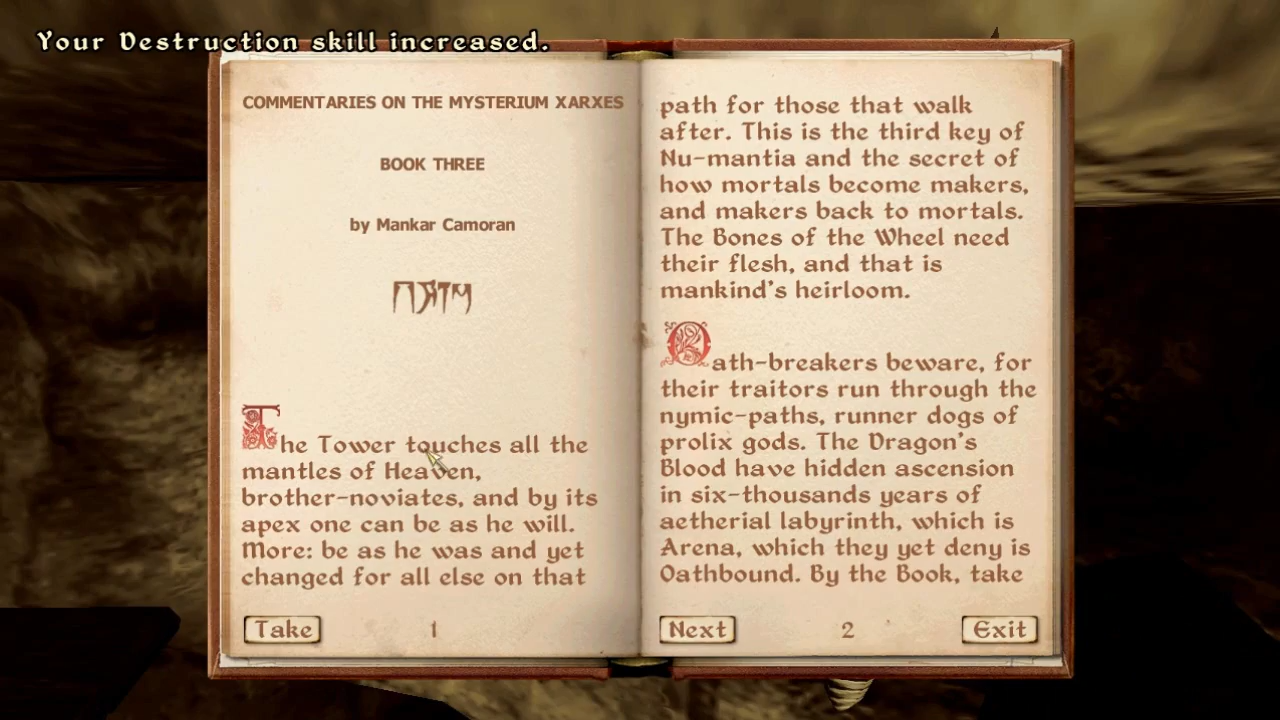 Your Destruction skill increased.
COMMENTARIES ON THE MYSTERIUM XARXES
BOOK THREE
by Mankar Camoran
The Tower touches all the
mantles of Heaven,
brother-noviates, and by its
apex one can be as he will.
More: be as he was and yet
changed for all else on that
Take
1
path for those that walk
after. This is the third key of
Nu-mantia and the secret of
how mortals become makers,
and makers back to mortals.
The Bones of the Wheel need
their flesh, and that is
mankind's heirloom.
Oath-breakers beware, for
their traitors run through the
nymic-paths, runner dogs of
prolix gods. The Dragon's
Blood have hidden ascension
in six-thousands years of
aetherial labyrinth, which is
Arena, which they yet deny is
Oathbound. By the Book, take
Next
2
Exit